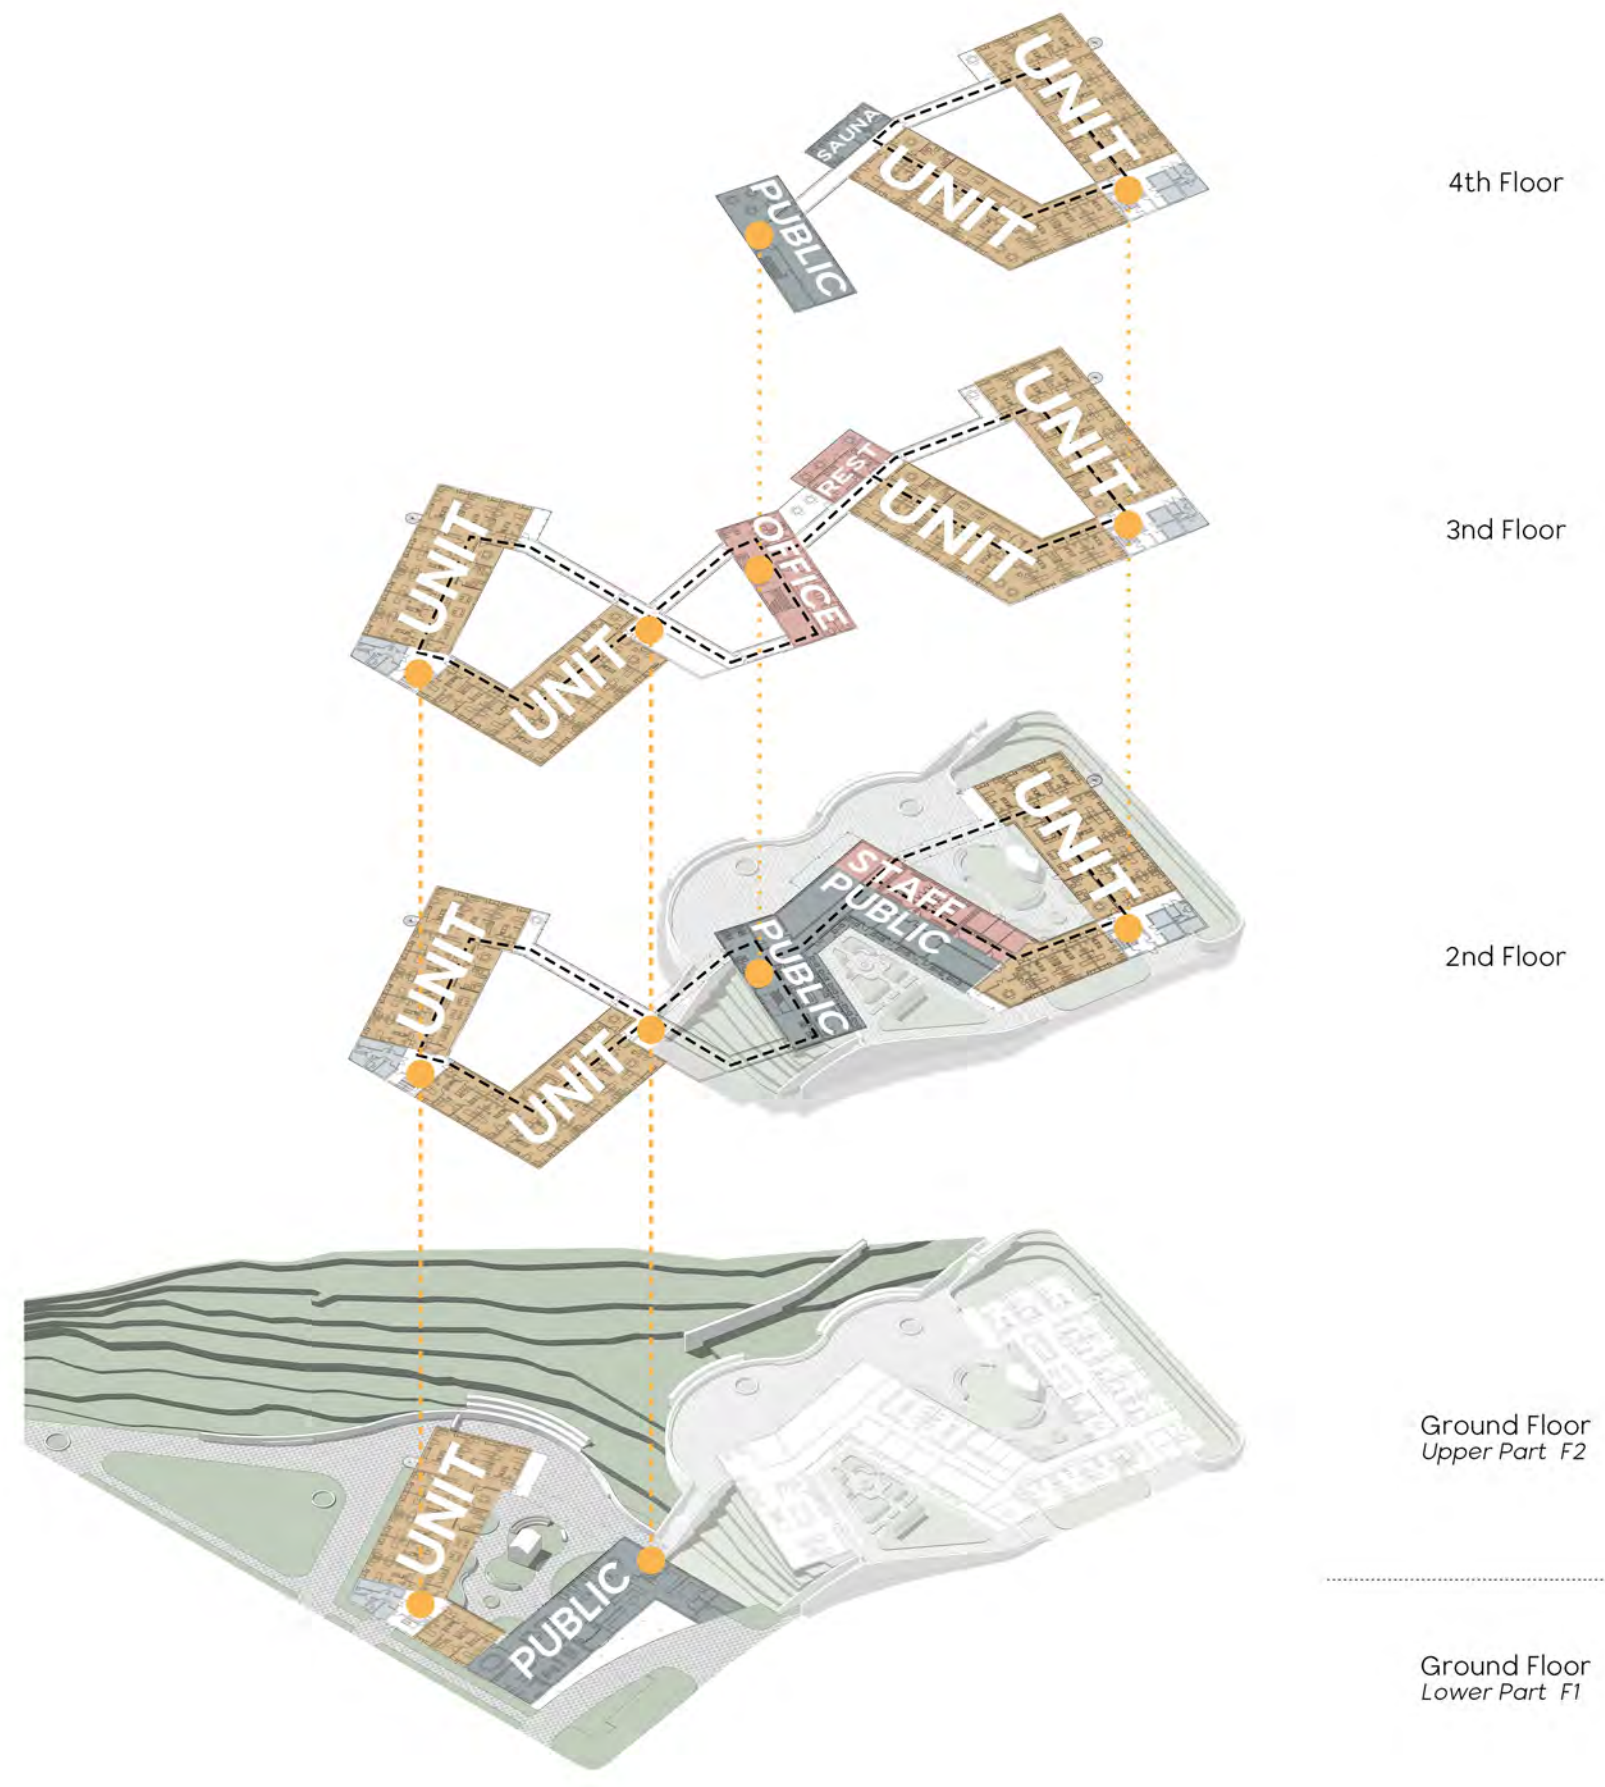 UNIT
SAUNA
UNIT
PUBLIC
4th Floor
UNIT
REST
UNIT
OFFICE
UNIT
UNIT
3nd Floor
UNIT
STAFF
PUBLIC
PUBLIC
UNIT
UNIT
2nd Floor
UNIT
PUBLIC
Ground Floor
Upper Part F2
Ground Floor
Lower Part F1